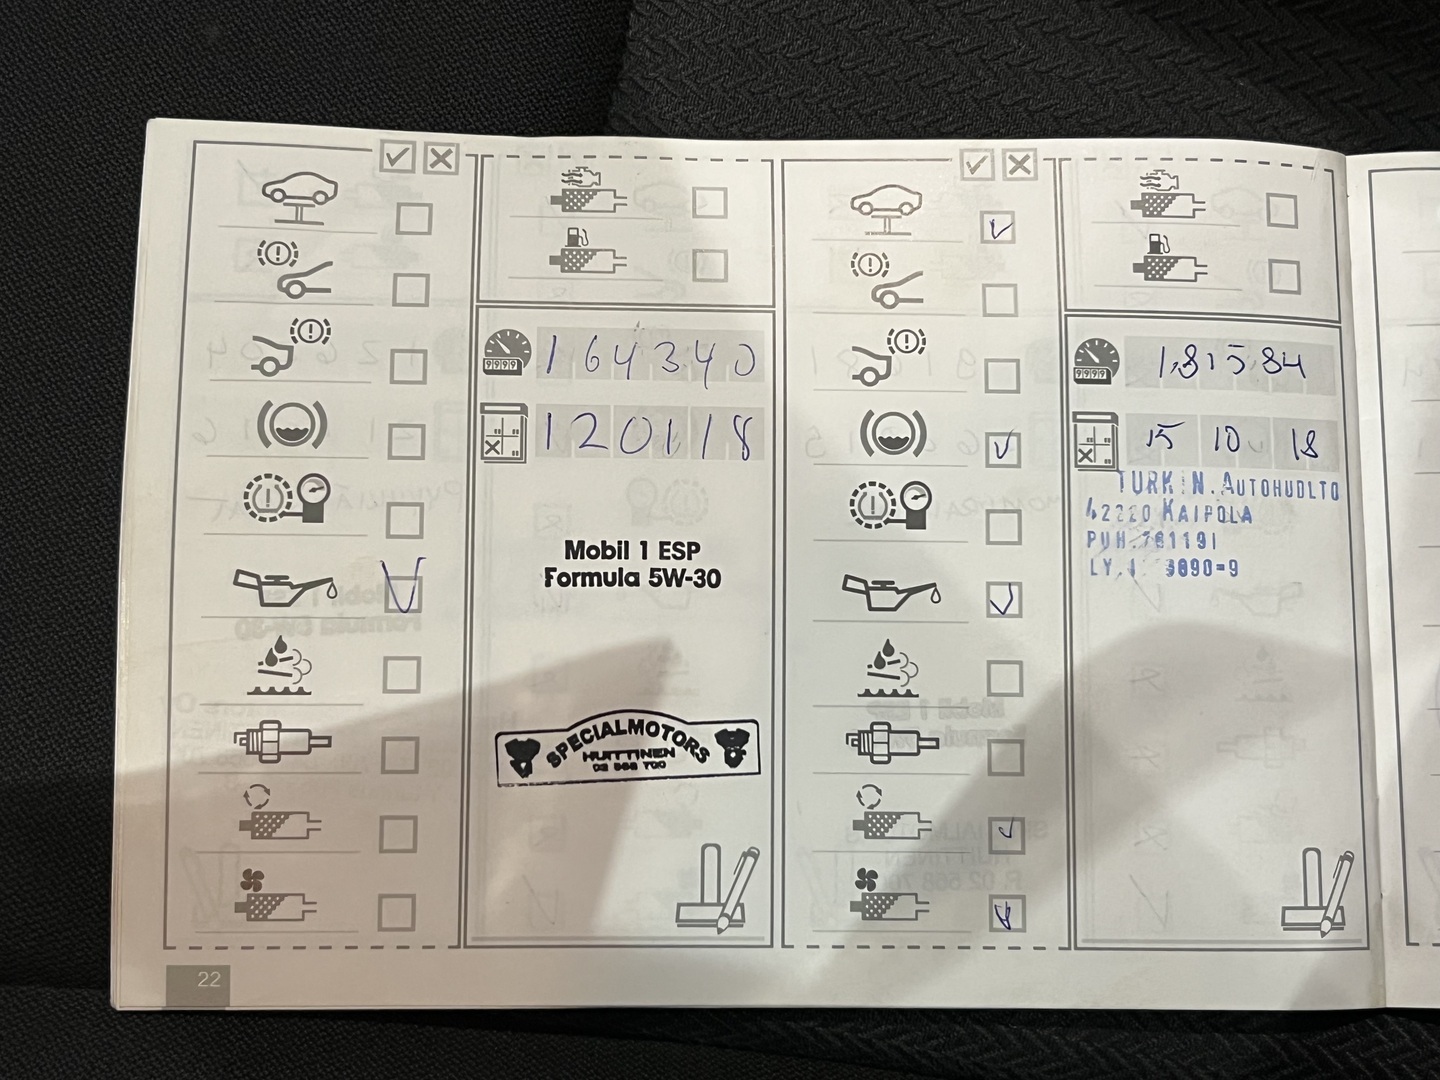 164340
120118
Mobil 1 ESP
Formula 5W-30
SPECIALMOTORS
HUITTINEN
02 568 700
22
181584
15 10 18
TURKIN. AUTOHUOLTO
42220 KAIPOLA
PUH. 761191